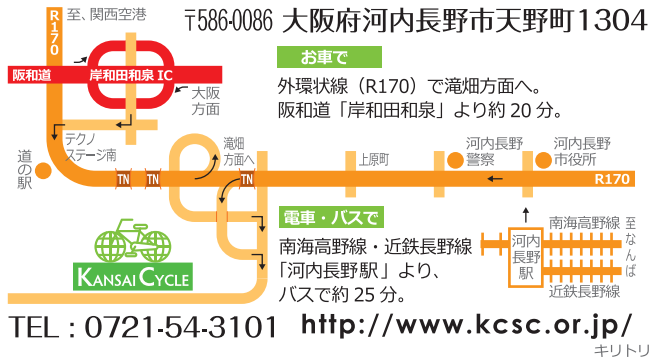 〒586-0086 大阪府河内長野市天野町1304
R170
至、関西空港
阪和道
岸和田和泉IC
大阪
方面
お車で
外環状線（R170）で滝畑方面へ。
阪和道「岸和田和泉」より約20分。
テクノ
ステージ南
道の駅
滝畑
方面へ
上原町
河内長野
警察
河内長野
市役所
TN
TN
TN
R170
電車・バスで
南海高野線・近鉄長野線
「河内長野駅」より、
バスで約25分。
河内
長野
駅
南海高野線
至なんば
近鉄長野線
KANSAI CYCLE
TEL : 0721-54-3101 http://www.kcsc.or.jp/
キリトリ